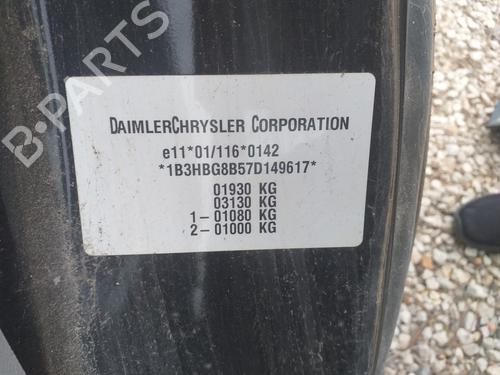 B-PARTS
DAIMLERCHRYSLER CORPORATION
e11*01/116*0142
*1B3HBG8B57D149617*
01930 KG
03130 KG
1–01080 KG
2–01000 KG